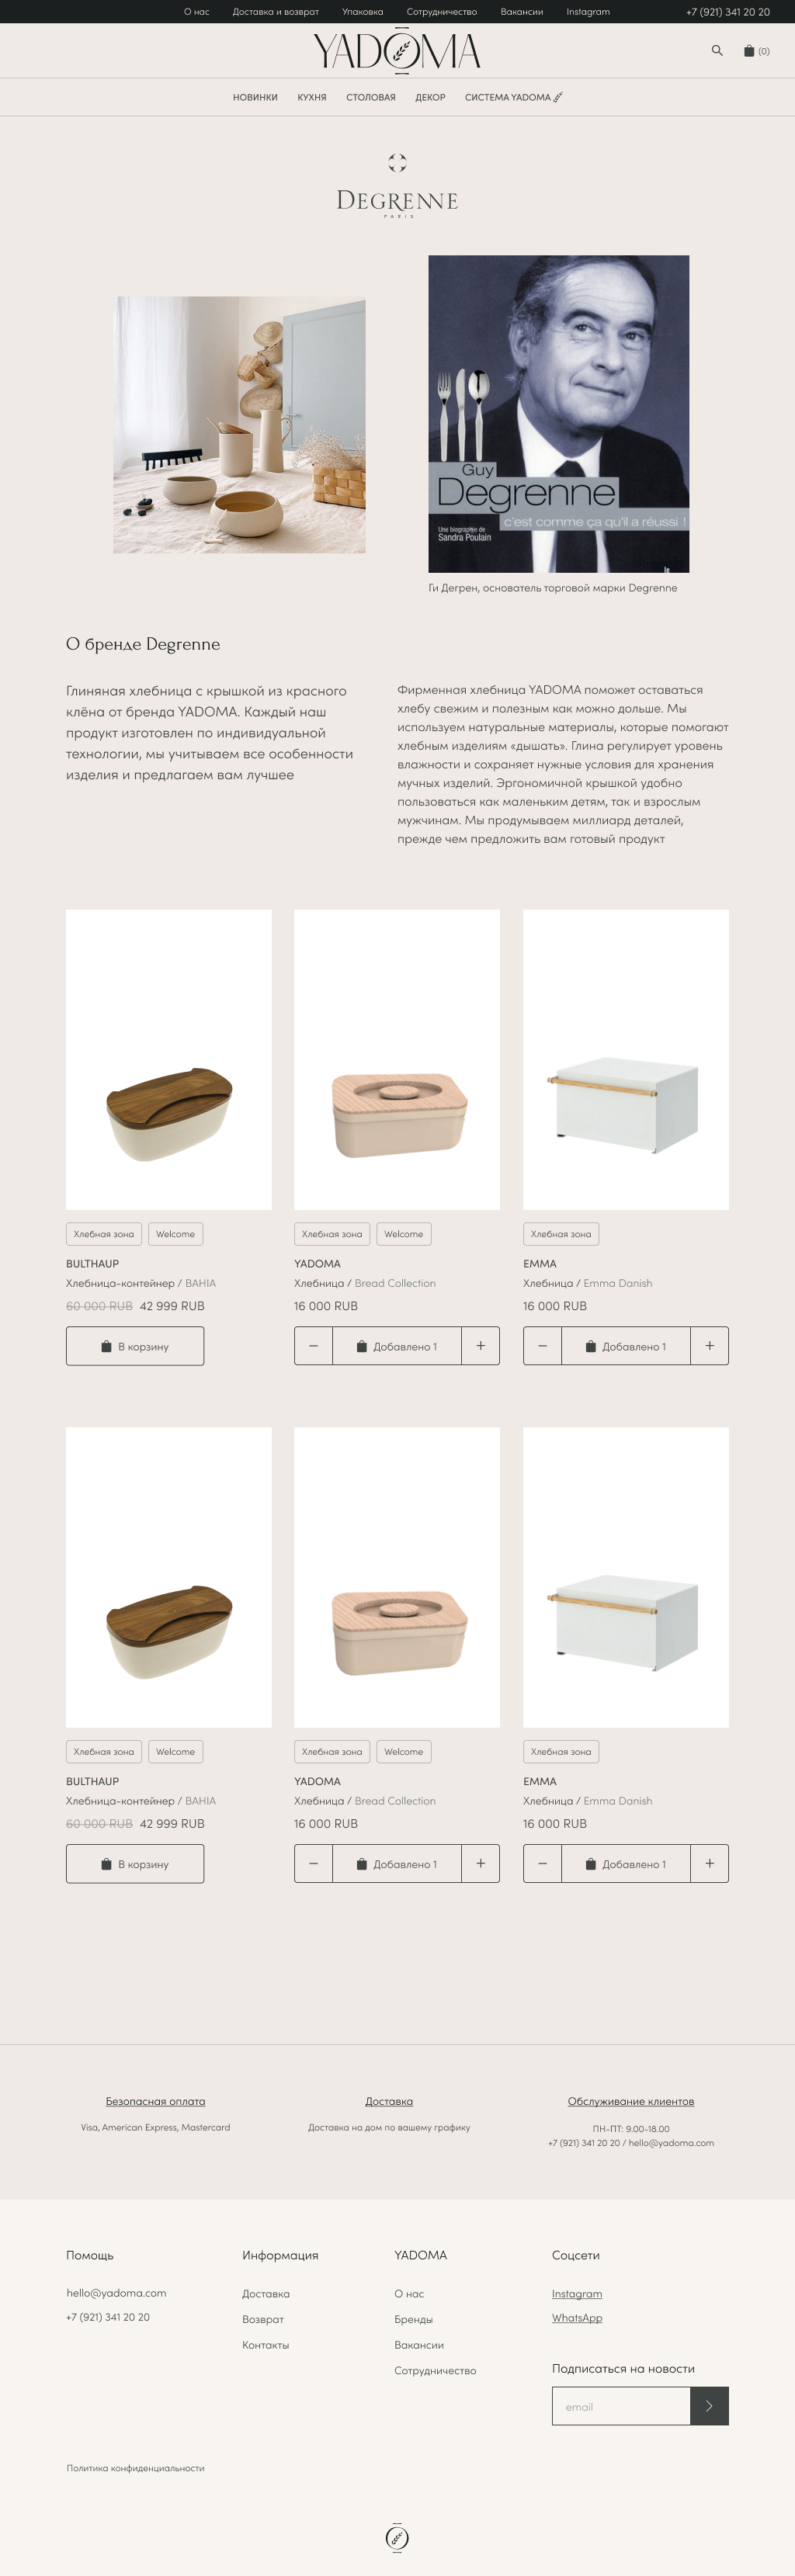 О нас Доставка и возврат Упаковка Сотрудничество Вакансии Instagram +7 (921) 341 20 20
YADOMA
(0)
НОВИНКИ КУХНЯ СТОЛОВАЯ ДЕКОР СИСТЕМА YADOMA
DEGRENNE
PARIS
Guy
Degrenne
c'est comme ça qu'il a réussi !
Une biographie de
Sandra Poulain
le
Ги Дегрен, основатель торговой марки Degrenne
О бренде Degrenne
Глиняная хлебница с крышкой из красного
клёна от бренда YADOMA. Каждый наш
продукт изготовлен по индивидуальной
технологии, мы учитываем все особенности
изделия и предлагаем вам лучшее
Фирменная хлебница YADOMA поможет оставаться
хлебу свежим и полезным как можно дольше. Мы
используем натуральные материалы, которые помогают
хлебным изделиям «дышать». Глина регулирует уровень
влажности и сохраняет нужные условия для хранения
мучных изделий. Эргономичной крышкой удобно
пользоваться как маленьким детям, так и взрослым
мужчинам. Мы продумываем миллиард деталей,
прежде чем предложить вам готовый продукт
Хлебная зона Welcome
BULTHAUP
Хлебница-контейнер / BAHIA
60 000 RUB 42 999 RUB
В корзину
Хлебная зона Welcome
YADOMA
Хлебница / Bread Collection
16 000 RUB
− Добавлено 1 +
Хлебная зона
EMMA
Хлебница / Emma Danish
16 000 RUB
− Добавлено 1 +
Хлебная зона Welcome
BULTHAUP
Хлебница-контейнер / BAHIA
60 000 RUB 42 999 RUB
В корзину
Хлебная зона Welcome
YADOMA
Хлебница / Bread Collection
16 000 RUB
− Добавлено 1 +
Хлебная зона
EMMA
Хлебница / Emma Danish
16 000 RUB
− Добавлено 1 +
Безопасная оплата
Visa, American Express, Mastercard
Доставка
Доставка на дом по вашему графику
Обслуживание клиентов
ПН-ПТ: 9.00-18.00
+7 (921) 341 20 20 / hello@yadoma.com
Помощь
hello@yadoma.com
+7 (921) 341 20 20
Информация
Доставка
Возврат
Контакты
YADOMA
О нас
Бренды
Вакансии
Сотрудничество
Соцсети
Instagram
WhatsApp
Подписаться на новости
email
Политика конфиденциальности